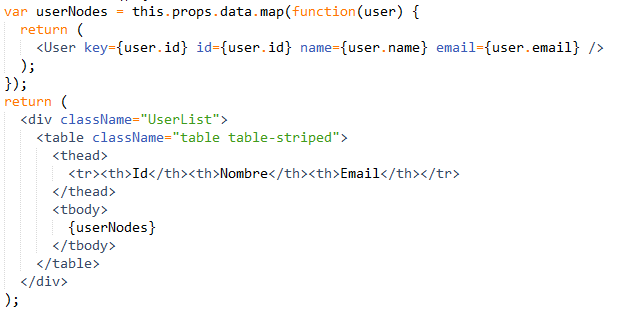 var userNodes = this.props.data.map(function(user) {
  return (
    <User key={user.id} id={user.id} name={user.name} email={user.email} />
  );
});
return (
  <div className="UserList">
    <table className="table table-striped">
      <thead>
        <tr><th>Id</th><th>Nombre</th><th>Email</th></tr>
      </thead>
      <tbody>
        {userNodes}
      </tbody>
    </table>
  </div>
);